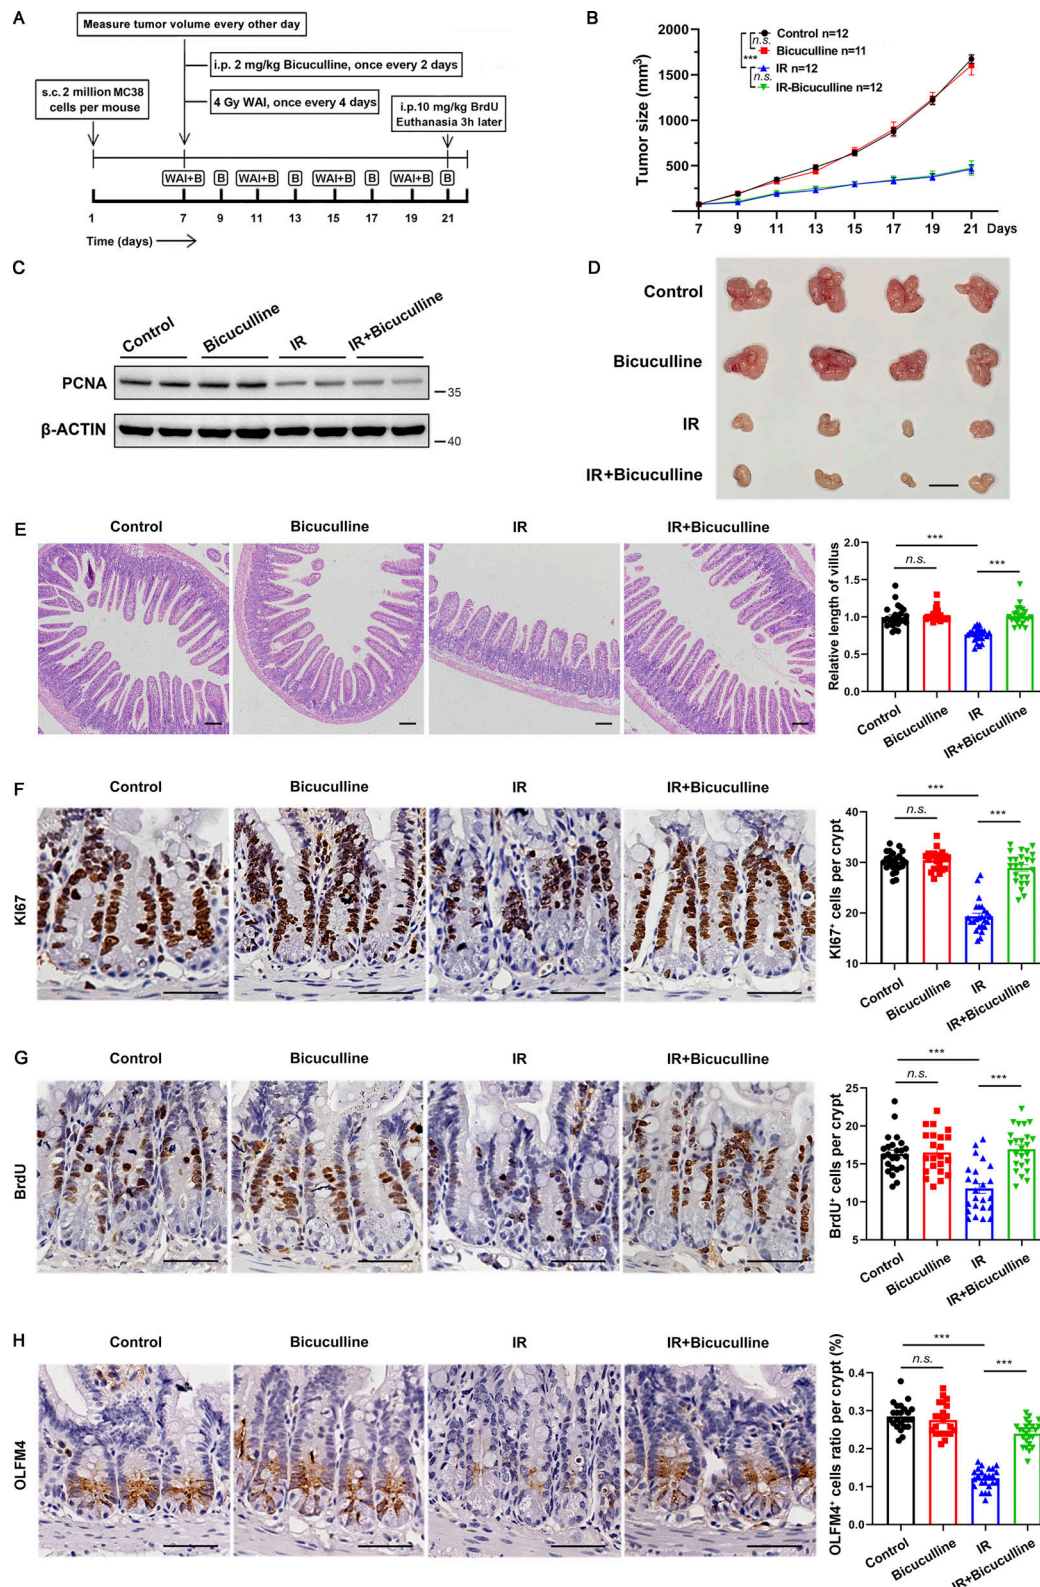 A
Measure tumor volume every other day
i.p. 2 mg/kg Bicuculline, once every 2 days
s.c. 2 million MC38
cells per mouse
4 Gy WAI, once every 4 days
i.p.10 mg/kg BrdU
Euthanasia 3h later
WAI+B B WAI+B B WAI+B B WAI+B B
1 7 9 11 13 15 17 19 21
Time (days)
B
Tumor size (mm³)
2000
1500
1000
500
0
7 9 11 13 15 17 19 21 Days
Control n=12
Bicuculline n=11
IR n=12
IR-Bicuculline n=12
n.s.
***
n.s.
C
Control Bicuculline IR IR+Bicuculline
PCNA
35
β-ACTIN
40
D
Control
Bicuculline
IR
IR+Bicuculline
E
Control Bicuculline IR IR+Bicuculline
Relative length of villus
2.0
1.5
1.0
0.5
0.0
***
n.s. ***
Control Bicuculline IR IR+Bicuculline
F
Control Bicuculline IR IR+Bicuculline
KI67
KI67⁺ cells per crypt
40
30
20
10
***
n.s. ***
Control Bicuculline IR IR+Bicuculline
G
Control Bicuculline IR IR+Bicuculline
BrdU
BrdU⁺ cells per crypt
25
20
15
10
5
***
n.s. ***
Control Bicuculline IR IR+Bicuculline
H
Control Bicuculline IR IR+Bicuculline
OLFM4
OLFM4⁺ cells ratio per crypt (%)
0.4
0.3
0.2
0.1
0.0
***
n.s. ***
Control Bicuculline IR IR+Bicuculline